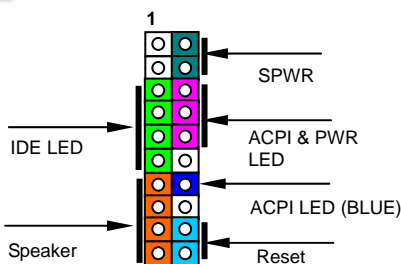 1
SPWR
IDE LED
ACPI & PWR
LED
ACPI LED (BLUE)
Speaker
Reset